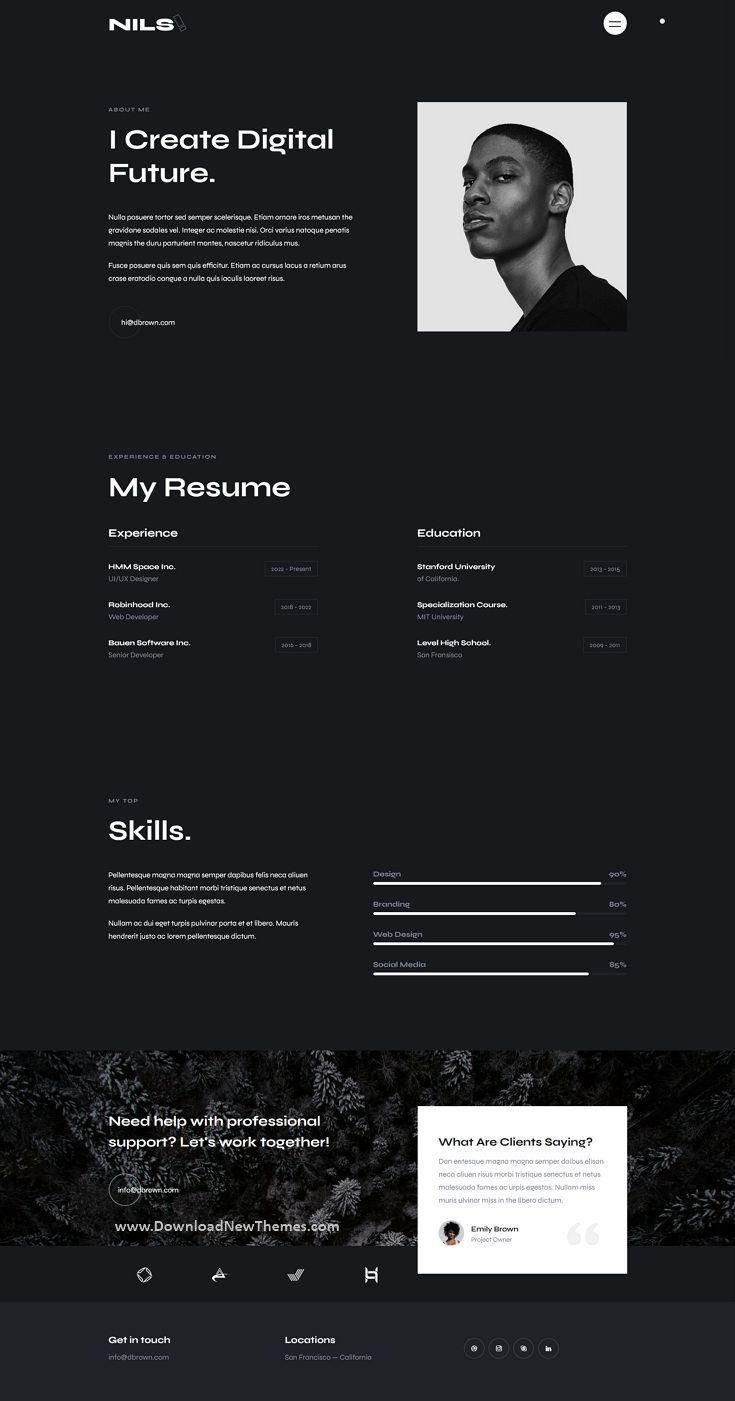 NILS
ABOUT ME
I Create Digital
Future.
Nulla posuere tortor sed semper scelerisque. Etiam ornare iros metusan the
gravidane sodales vel. Integer ac molestie nisi. Orci varius natoque penatis
magnis the duru parturient montes, nascetur ridiculus mus.
Fusce posuere quis sem quis efficitur. Etiam ac cursus lacus a retium arus
crase eratodio congue a nulla quis iaculis laoreet risus.
hi@dbrown.com
EXPERIENCE & EDUCATION
My Resume
Experience
HMM Space Inc.
2022 - Present
UI/UX Designer
Robinhood Inc.
2018 - 2022
Web Developer
Bauen Software Inc.
2016 - 2018
Senior Developer
Education
Stanford University
2013 - 2015
of California.
Specialization Course.
2011 - 2013
MIT University
Level High School.
2009 - 2011
San Fransisco
MY TOP
Skills.
Pellentesque magna magna semper dapibus felis neca aliuen
risus. Pellentesque habitant morbi tristique senectus et netus
malesuada fames ac turpis egestas.
Nullam ac dui eget turpis pulvinar porta et et libero. Mauris
hendrerit justo ac lorem pellentesque dictum.
Design 90%
Branding 80%
Web Design 95%
Social Media 85%
Need help with professional
support? Let's work together!
info@dbrown.com
www.DownloadNewThemes.com
What Are Clients Saying?
Dan entesque magna magna semper daibus elisan
neca aliuen risus fames morbi tristique senectus et netus
malesuada fames ac urpis egestas. Nullam miss
muris ulvinar miss in the libero dictum.
Emily Brown
Project Owner
Get in touch
info@dbrown.com
Locations
San Francisco — California
in